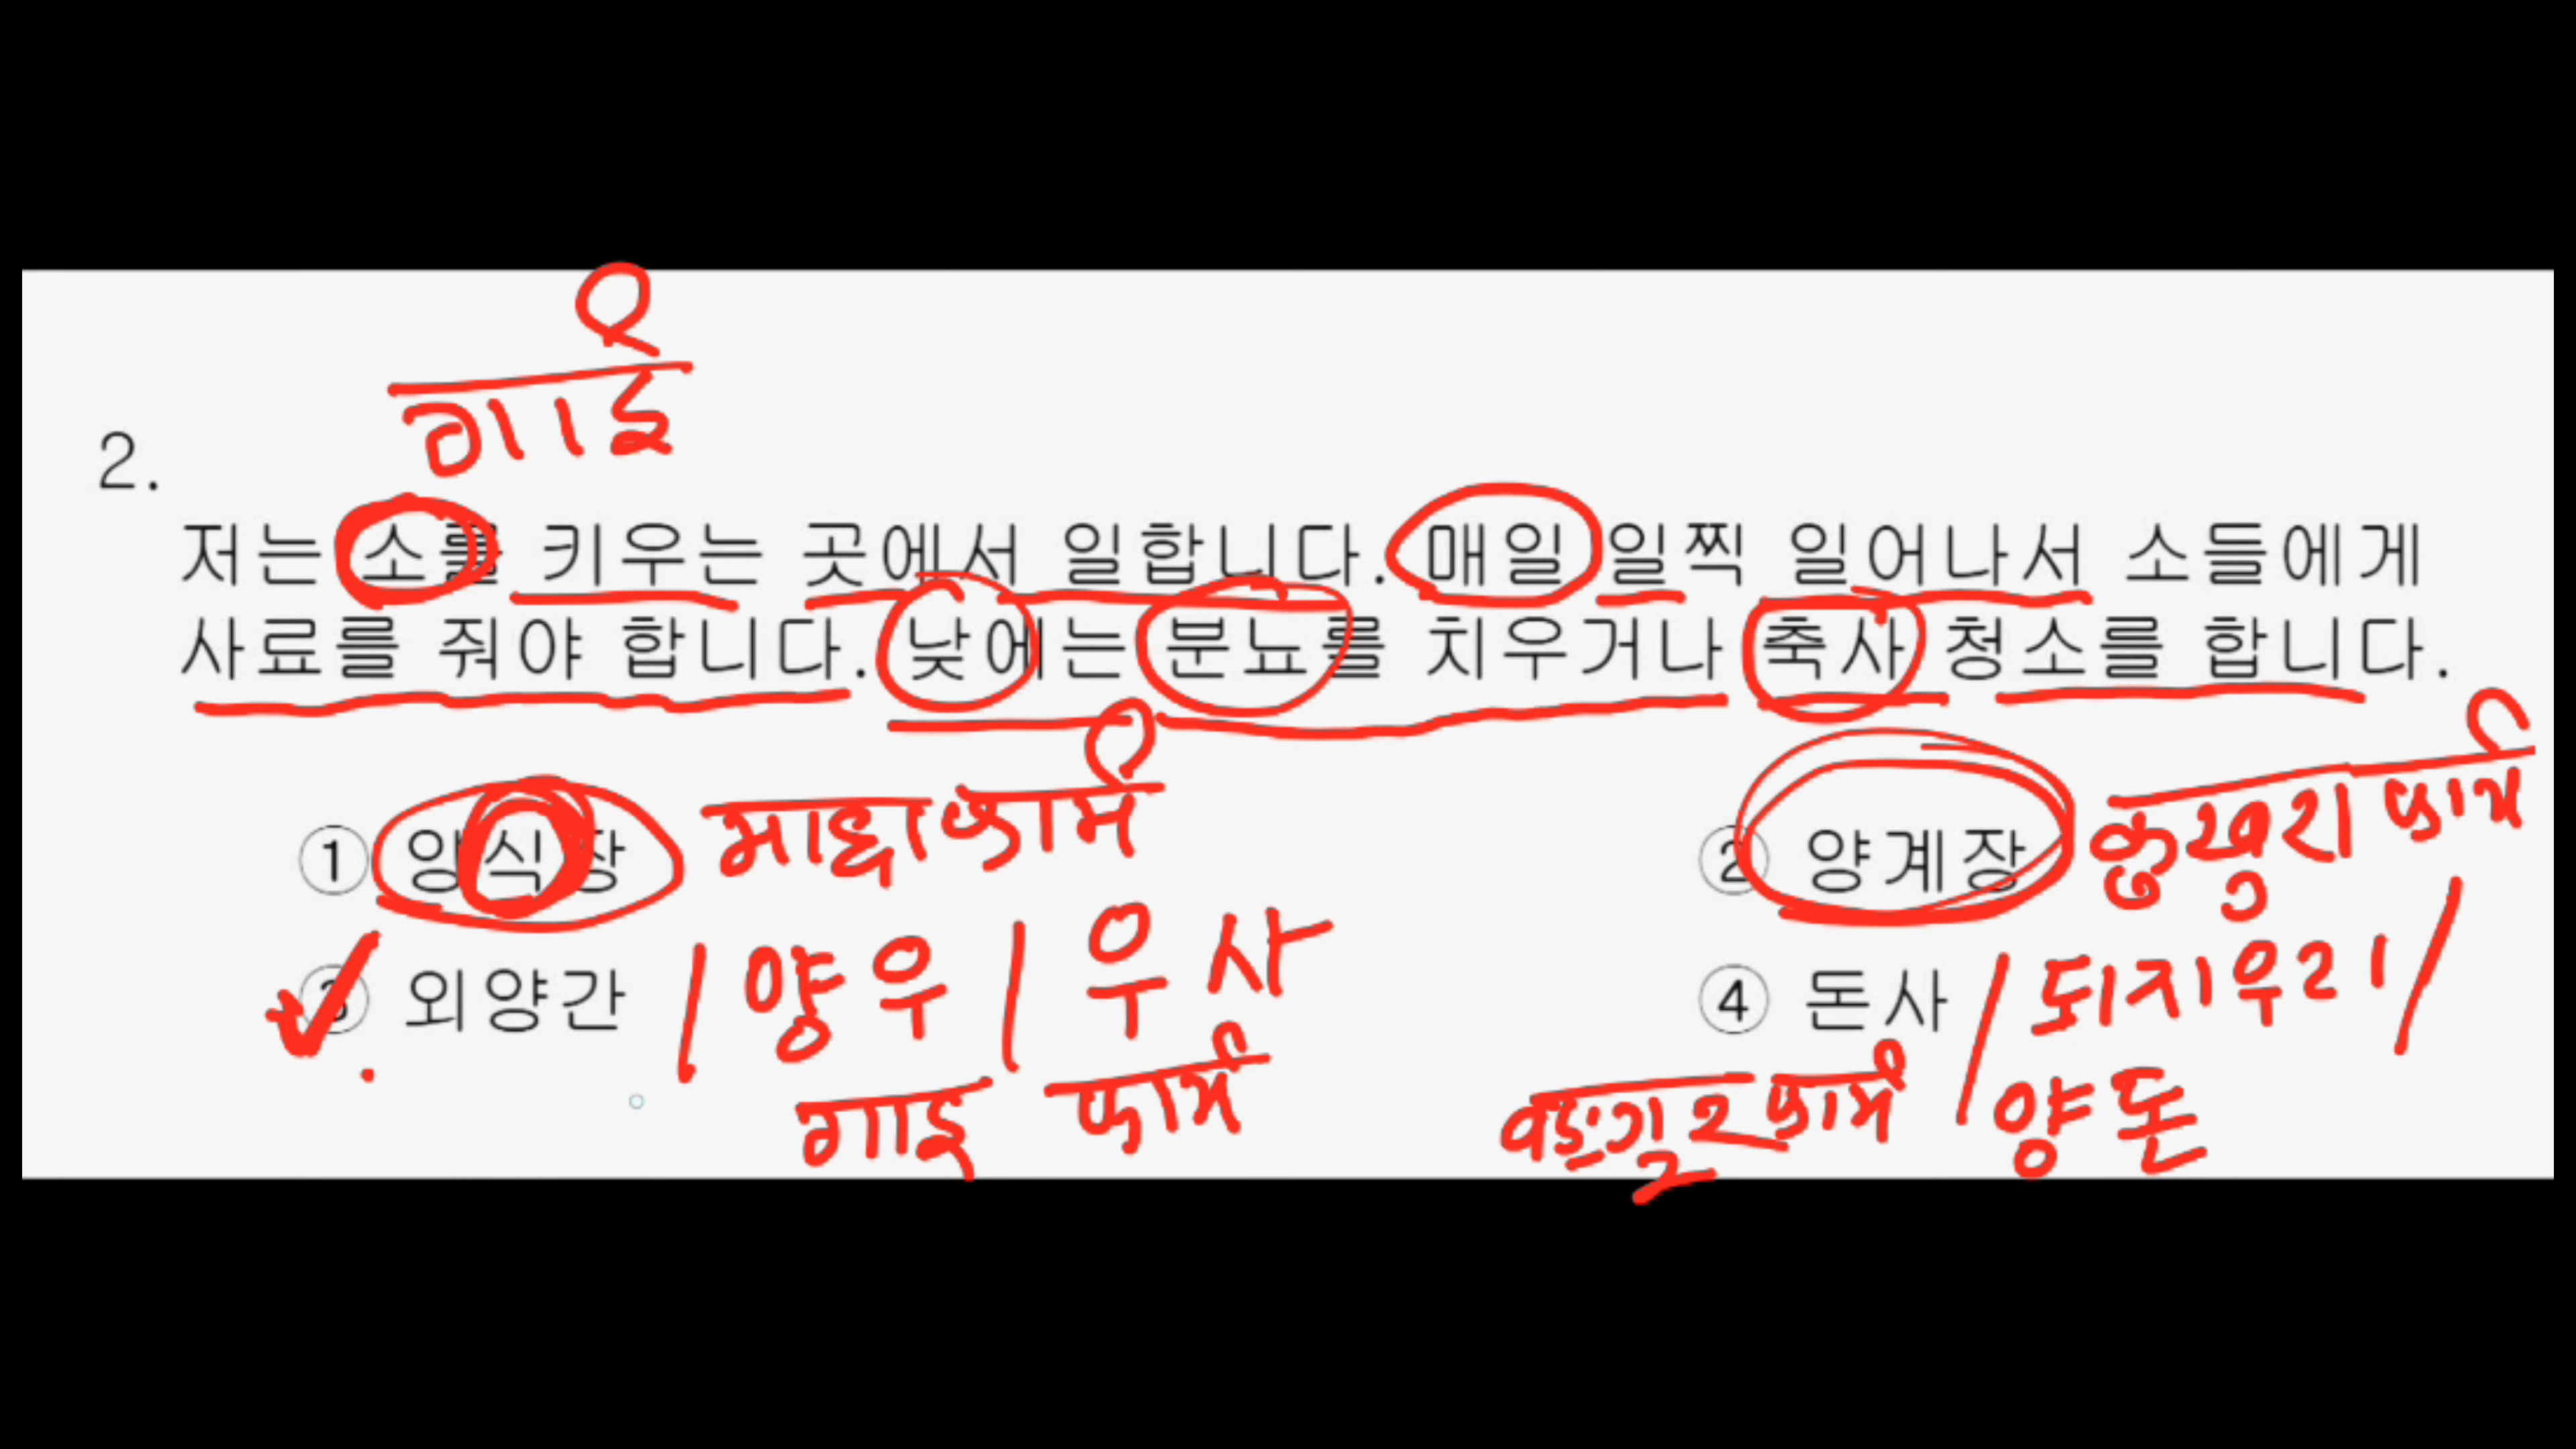 गाई
2.
저는 소를 키우는 곳에서 일합니다. 매일 일찍 일어나서 소들에게
사료를 줘야 합니다. 낮에는 분뇨를 치우거나 축사 청소를 합니다.
① 양식장 माछा फार्म ② 양계장 कुखुरा फार्म
③ 외양간 / 양우 / 우사 ④ 돈사 / 돼지우리 /
गाई फार्म फार्म 양돈